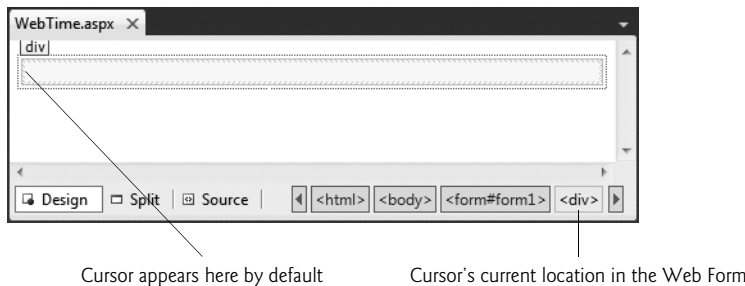 WebTime.aspx
div
Design Split Source <html> <body> <form#form1> <div>
Cursor appears here by default Cursor's current location in the Web Form